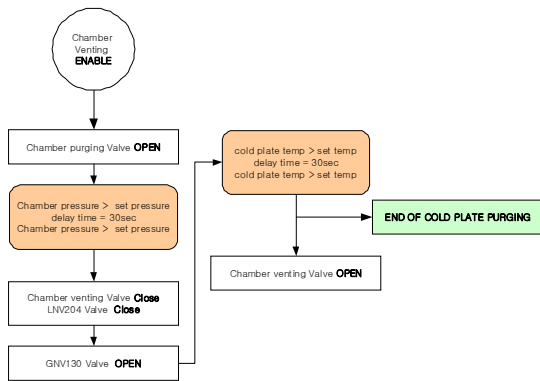 Chamber
Venting
ENABLE
Chamber purging Valve OPEN
Chamber pressure > set pressure
delay time = 30sec
Chamber pressure > set pressure
Chamber venting Valve Close
LNV204 Valve Close
GNV130 Valve OPEN
cold plate temp > set temp
delay time = 30sec
cold plate temp > set temp
END OF COLD PLATE PURGING
Chamber venting Valve OPEN